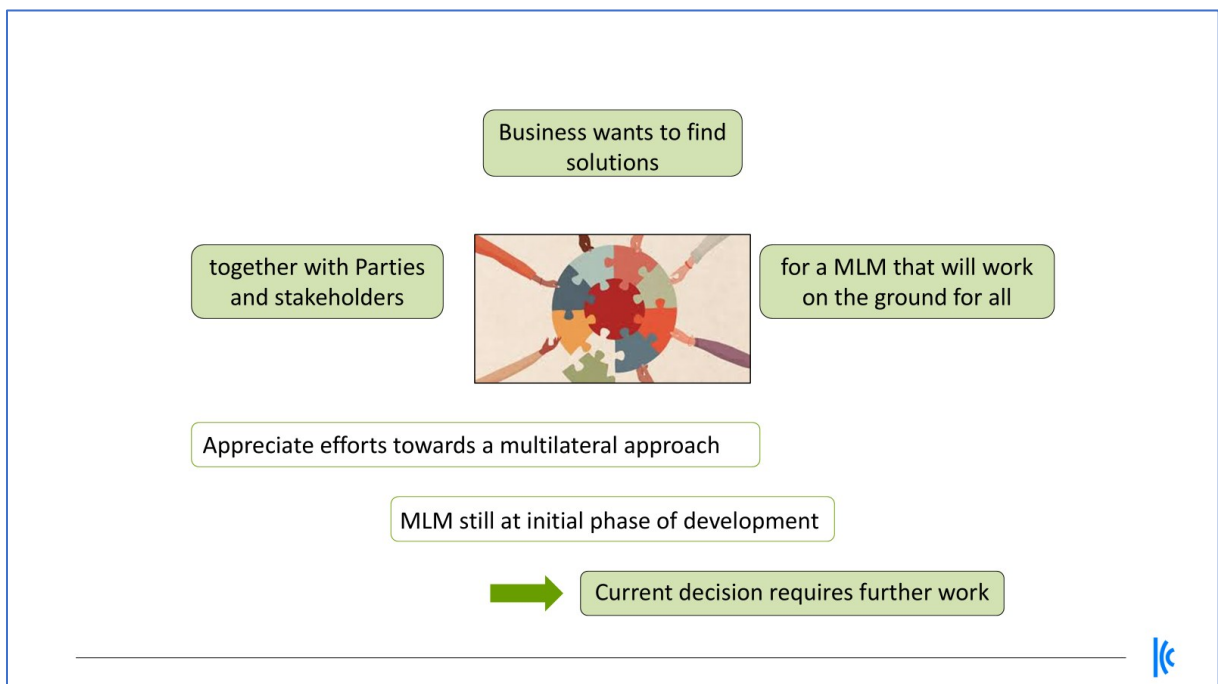 Business wants to find
solutions
together with Parties
and stakeholders
for a MLM that will work
on the ground for all
Appreciate efforts towards a multilateral approach
MLM still at initial phase of development
Current decision requires further work